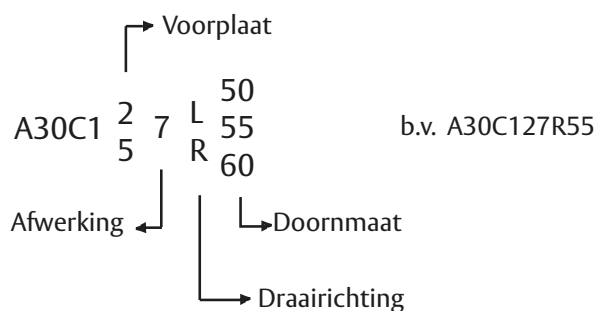 Voorplaat
A30C1 2 5 7 L R 50 55 60 b.v. A30C127R55
Afwerking
Doornmaat
Draairichting